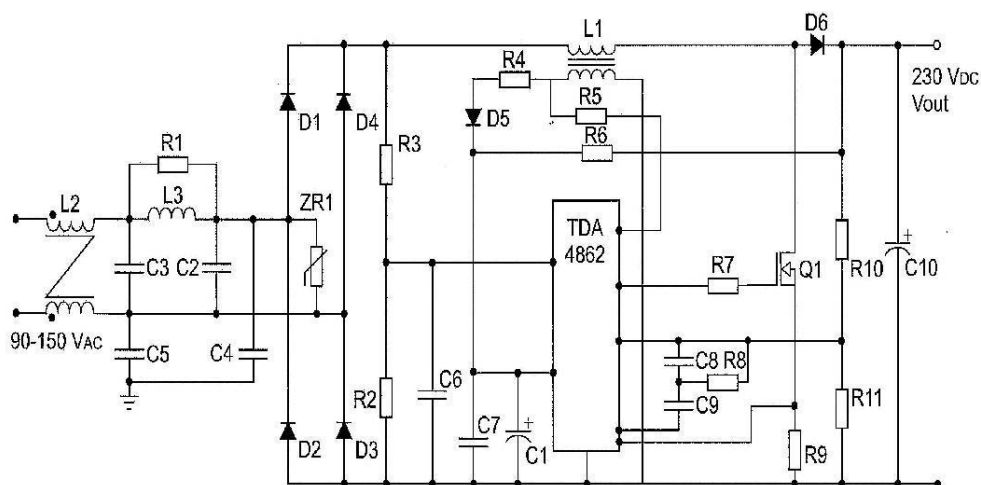 L1
D6
R4
230 VDC
Vout
D5
R5
D1
D4
R3
R6
R1
L3
L2
ZR1
TDA
4862
C3
C2
R7
Q1
R10
C10
90-150 VAC
C5
C4
R2
C6
C8
R8
C9
R11
C7
C1
D2
D3
R9
+
+